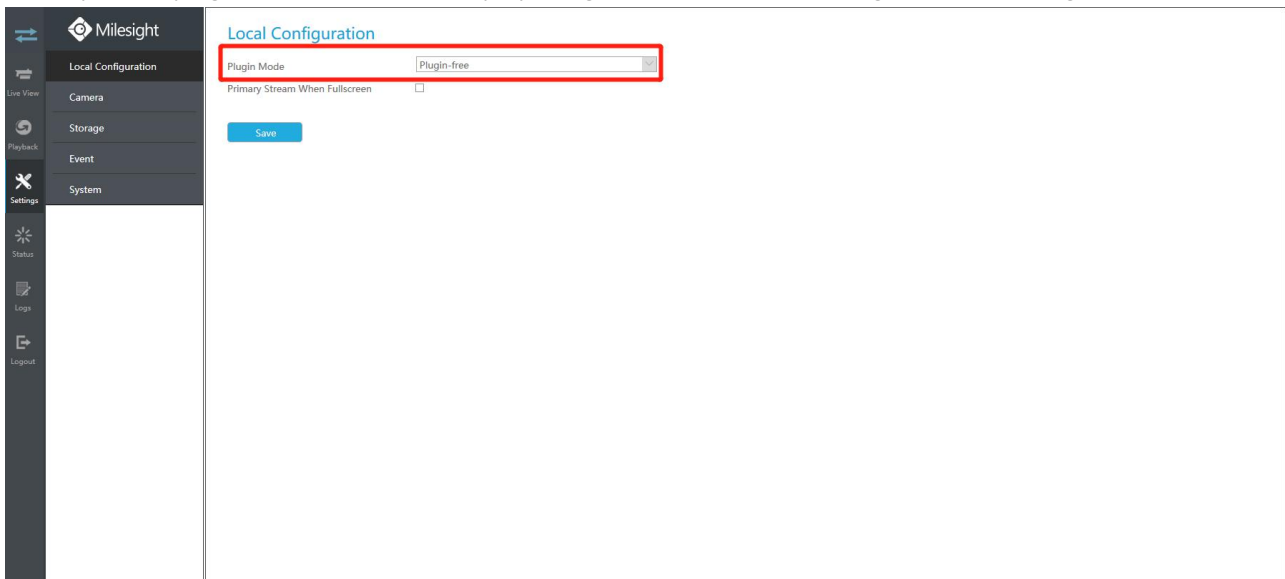 Milesight
Local Configuration
Camera
Storage
Event
System
Live View
Playback
Settings
Status
Logs
Logout
Local Configuration
Plugin Mode
Plugin-free
Primary Stream When Fullscreen
Save